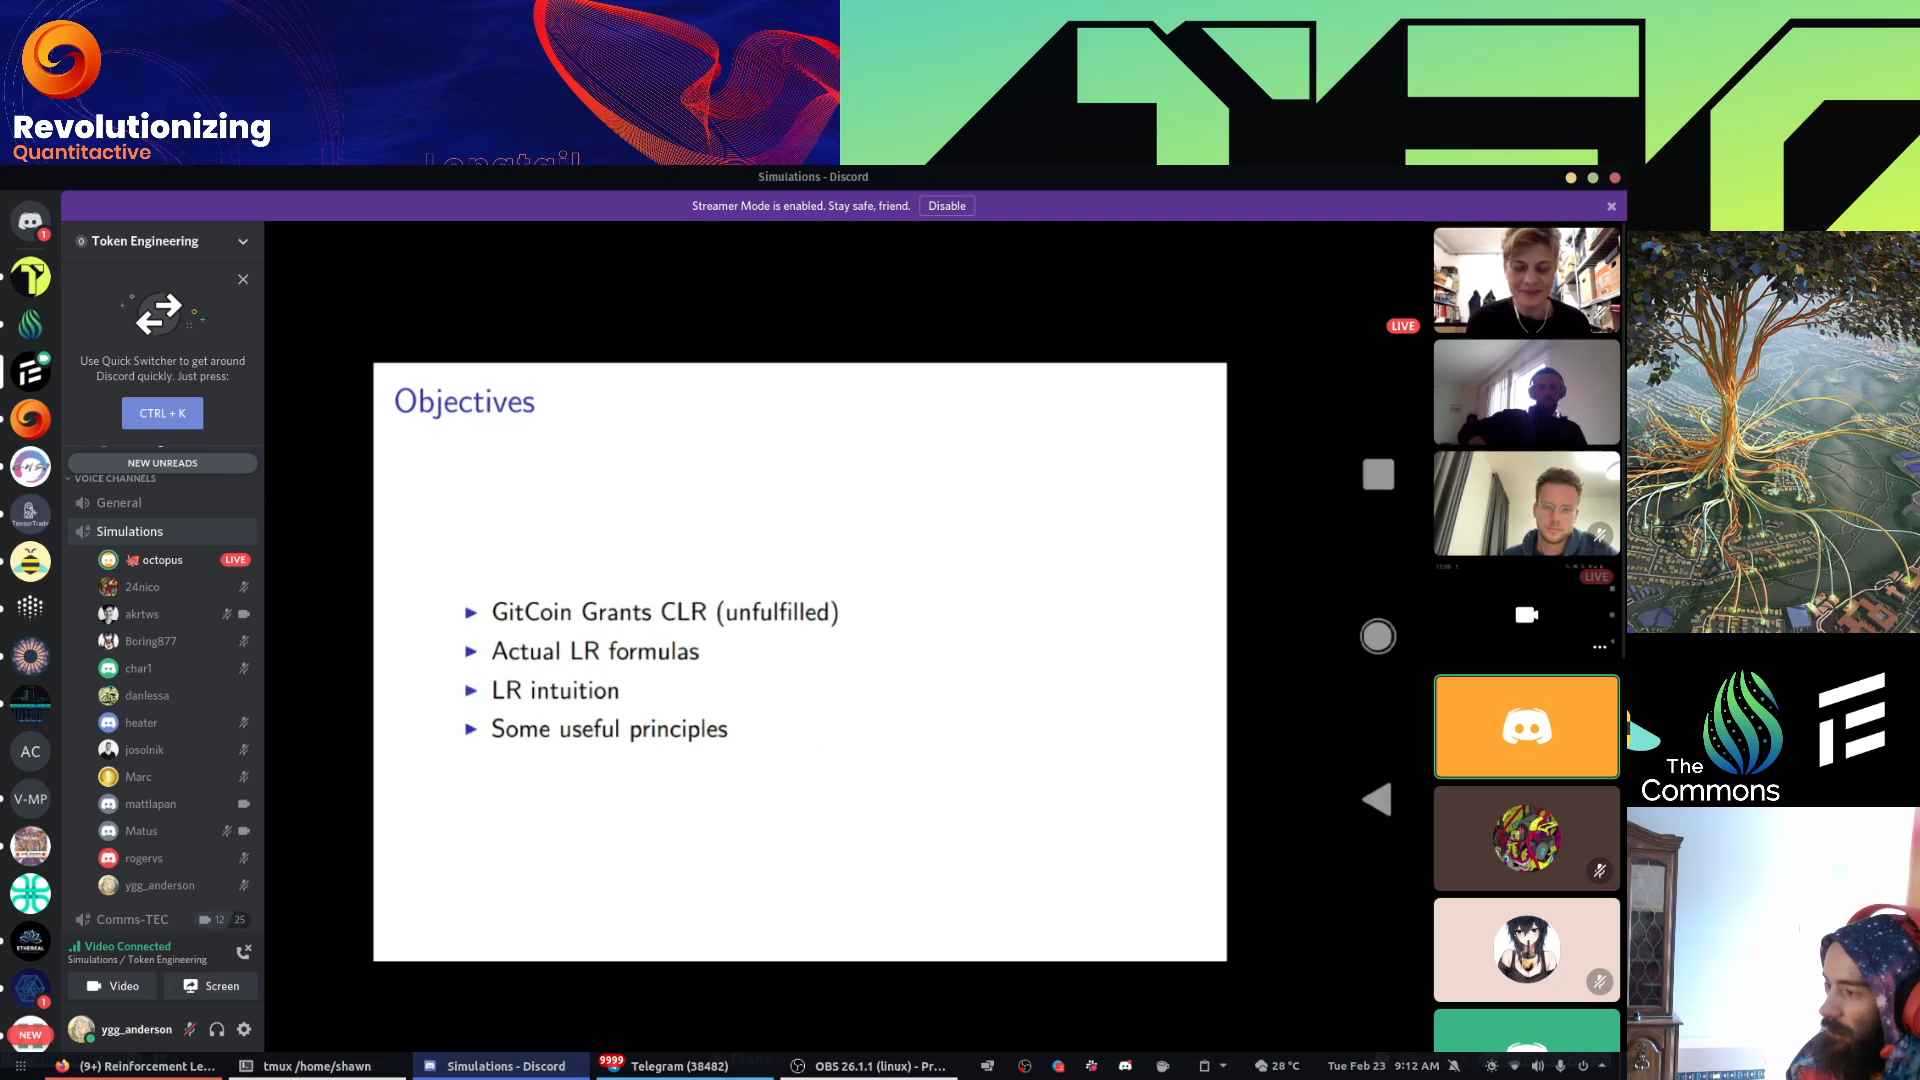 Revolutionizing
Quantitactive
Longtail
Simulations - Discord
Streamer Mode is enabled. Stay safe, friend.
Disable
Token Engineering
Use Quick Switcher to get around
Discord quickly. Just press:
CTRL + K
NEW UNREADS
VOICE CHANNELS
General
Simulations
octopus
LIVE
24nico
akrtws
Boring877
char1
danlessa
heater
josolnik
Marc
mattlapan
Matus
rogervs
ygg_anderson
Comms-TEC
12
25
Video Connected
Simulations / Token Engineering
Video
Screen
ygg_anderson
1
TensorTrade
AC
V-MP
ETHEREAL
1
NEW
Objectives
► GitCoin Grants CLR (unfulfilled)
► Actual LR formulas
► LR intuition
► Some useful principles
LIVE
LIVE
The
Commons
(9+) Reinforcement Le...
tmux /home/shawn
Simulations - Discord
9999
Telegram (38482)
OBS 26.1.1 (linux) - Pr...
28 °C
Tue Feb 23
9:12 AM